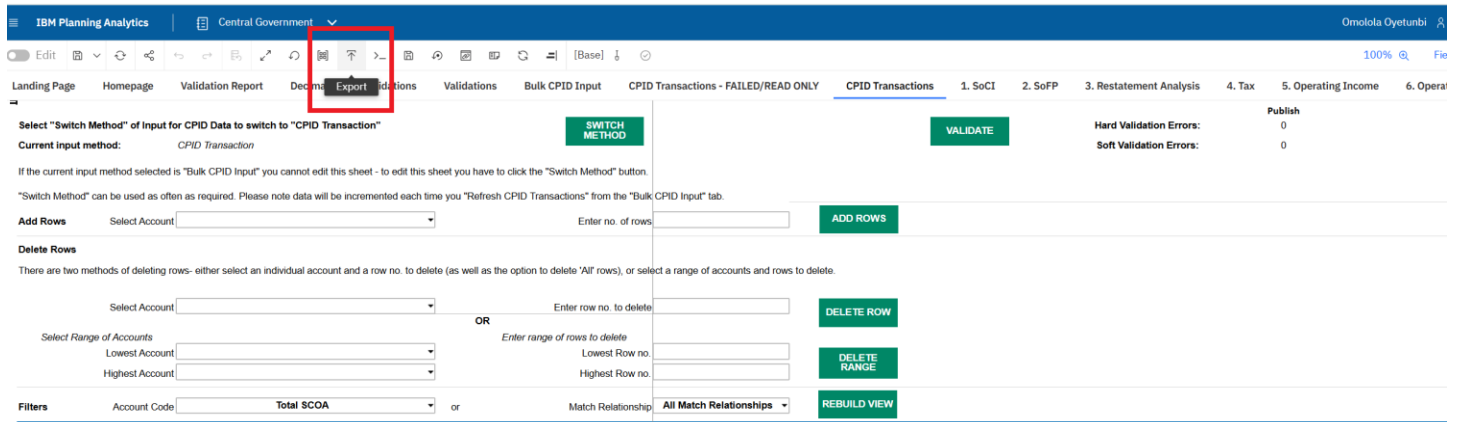 IBM Planning Analytics Central Government Omolola Oyetunbi
Edit [Base] 100% Fie
Landing Page Homepage Validation Report Decima idations Validations Bulk CPID Input CPID Transactions - FAILED/READ ONLY CPID Transactions 1. SoCI 2. SoFP 3. Restatement Analysis 4. Tax 5. Operating Income 6. Operat
Export
Publish
Select "Switch Method" of Input for CPID Data to switch to "CPID Transaction" SWITCH METHOD VALIDATE Hard Validation Errors: 0
Current input method: CPID Transaction Soft Validation Errors: 0
If the current input method selected is "Bulk CPID Input" you cannot edit this sheet - to edit this sheet you have to click the "Switch Method" button.
"Switch Method" can be used as often as required. Please note data will be incremented each time you "Refresh CPID Transactions" from the "Bulk CPID Input" tab.
Add Rows Select Account Enter no. of rows ADD ROWS
Delete Rows
There are two methods of deleting rows- either select an individual account and a row no. to delete (as well as the option to delete 'All' rows), or select a range of accounts and rows to delete.
Select Account Enter row no. to delete DELETE ROW
OR
Select Range of Accounts Enter range of rows to delete
Lowest Account Lowest Row no. DELETE RANGE
Highest Account Highest Row no.
Filters Account Code Total SCOA or Match Relationship All Match Relationships REBUILD VIEW